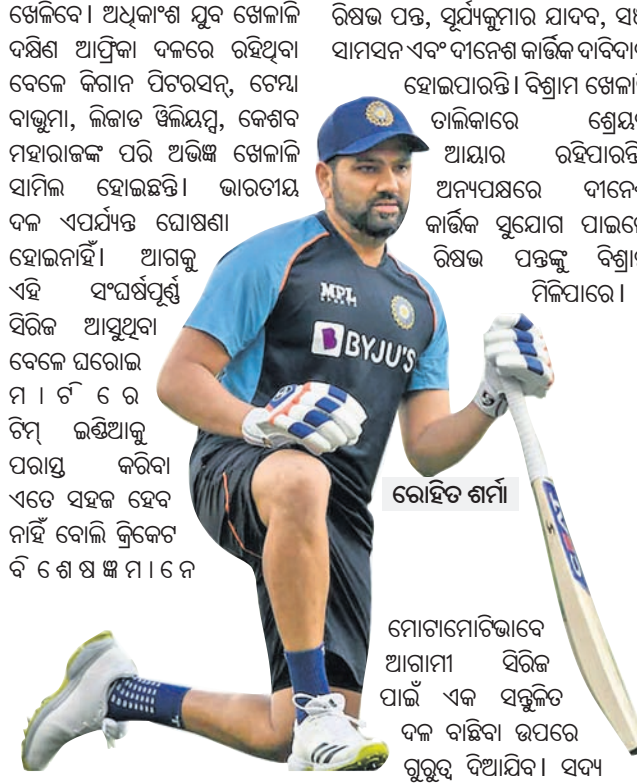 ଖେଳିବେ। ଅଧିକାଂଶ ଯୁବ ଖେଳାଳି
ଦକ୍ଷିଣ ଆଫ୍ରିକା ଦଳରେ ରହିଥିବା
ବେଳେ କିଗାନ ପିଟରସନ୍, ଟେମ୍ବା
ବାଭୁମା, ଲିଜାଡ ୱିଲିୟମ୍ସ, କେଶବ
ମହାରାଜଙ୍କ ପରି ଅଭିଜ୍ଞ ଖେଳାଳି
ସାମିଲ ହୋଇଛନ୍ତି। ଭାରତୀୟ
ଦଳ ଏପର୍ଯ୍ୟନ୍ତ ଘୋଷଣା
ହୋଇନାହିଁ। ଆଗକୁ
ଏହି ସଂଘର୍ଷପୂର୍ଣ୍ଣ
ସିରିଜ ଆସୁଥିବା
ବେଳେ ଘରୋଇ
ମାଟିରେ
ଟିମ୍ ଇଣ୍ଡିଆକୁ
ପରାସ୍ତ କରିବା
ଏତେ ସହଜ ହେବ
ନାହିଁ ବୋଲି କ୍ରିକେଟ
ବିଶେଷଜ୍ଞମାନେ
ରିଷଭ ପନ୍ତ, ସୂର୍ଯ୍ୟକୁମାର ଯାଦବ,
ସାମସନ ଏବଂ ଦୀନେଶ କାର୍ତ୍ତିକ
ହୋଇପାରନ୍ତି। ବିଶ୍ରାମ
ତାଲିକାରେ
ଆୟାର ରହିପାରନ୍ତି
ଅନ୍ୟପକ୍ଷରେ
କାର୍ତ୍ତିକ ସୁଯୋଗ
ରିଷଭ ପନ୍ତଙ୍କୁ
ମିଳିପାରେ।
MPL
BYJU'S
ରୋହିତ ଶର୍ମା
ମୋଟାମୋଟିଭାବେ
ଆଗାମୀ ସିରିଜ
ପାଇଁ ଏକ ସନ୍ତୁଳିତ
ଦଳ ବାଛିବା ଉପରେ
ଗୁରୁତ୍ୱ ଦିଆଯିବ। ସଦ୍ୟ